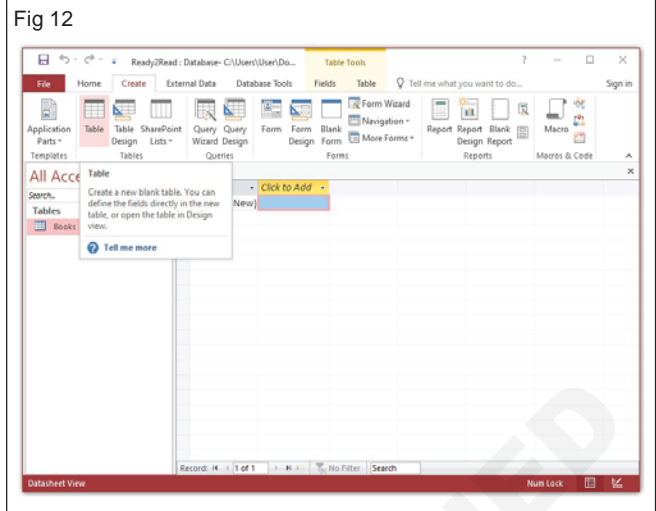 Fig 12
Ready2Read : Database- C:\Users\User\Do... Table Tools ?
File Home Create External Data Database Tools Fields Table Tell me what you want to do... Sign in
Application Parts Table Table Design SharePoint Lists Query Wizard Query Design Form Form Design Blank Form Form Wizard Navigation More Forms Report Report Design Blank Report Macro
Templates Tables Queries Forms Reports Macros & Code
All Acce
Search..
Tables
Books
Table
Create a new blank table. You can
define the fields directly in the new
table, or open the table in Design
view.
Tell me more
Click to Add
New)
Record: 1 of 1 No Filter Search
Datasheet View Num Lock